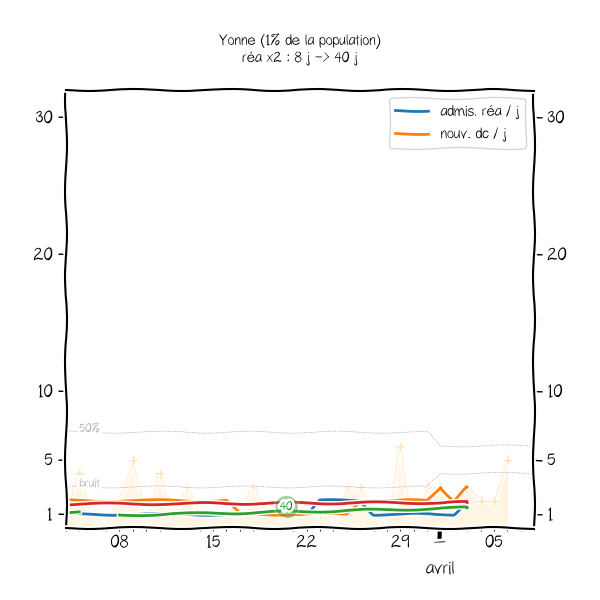 Yonne (1% de la population)
réa x2 : 8 j -> 40 j
admis. réa / j
nouv. dc / j
30
30
20
20
10
10
50%
5
5
bruit
40
1
1
08
15
22
29
05
avril